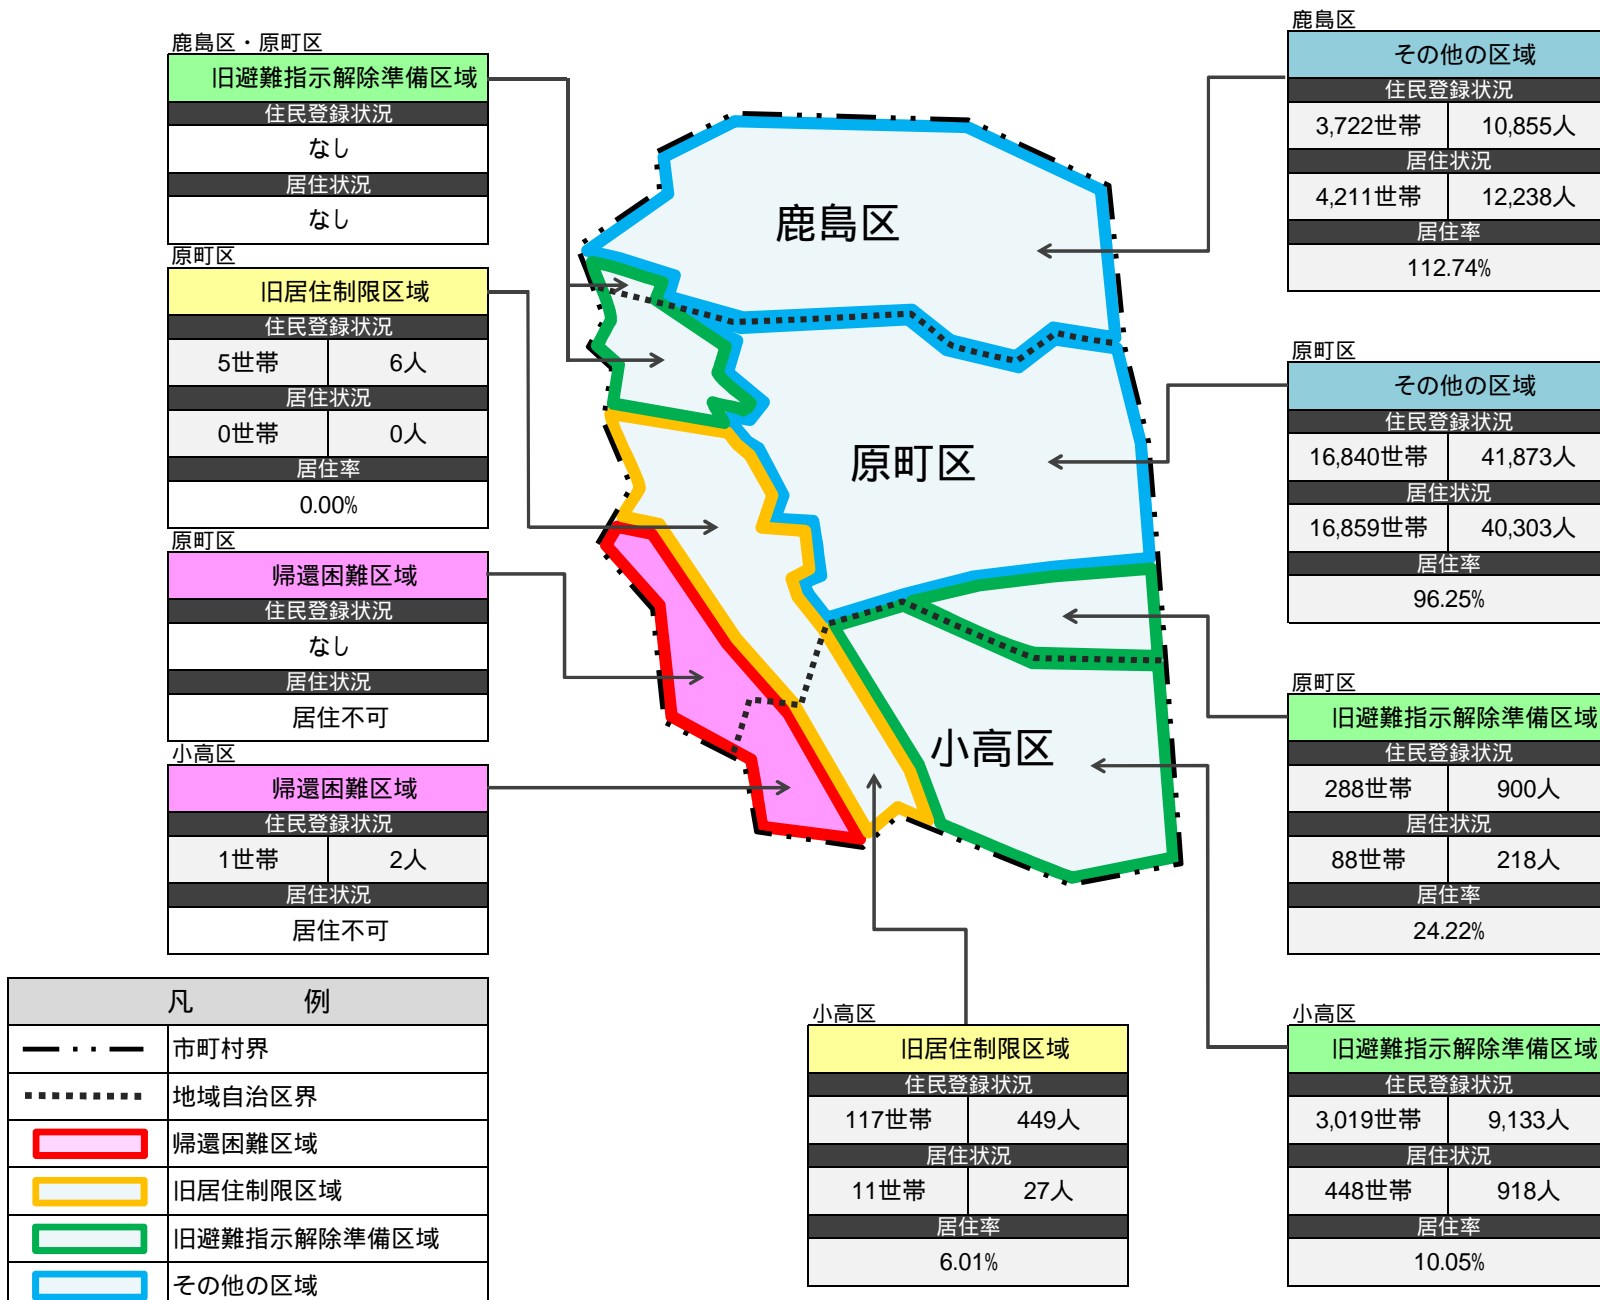 鹿島区・原町区
旧避難指示解除準備区域
住民登録状況
なし
居住状況
なし
原町区
旧居住制限区域
住民登録状況
5世帯 6人
居住状況
0世帯 0人
居住率
0.00%
原町区
帰還困難区域
住民登録状況
なし
居住状況
居住不可
小高区
帰還困難区域
住民登録状況
1世帯 2人
居住状況
居住不可
凡 例
市町村界
地域自治区界
帰還困難区域
旧居住制限区域
旧避難指示解除準備区域
その他の区域
鹿島区
原町区
小高区
小高区
旧居住制限区域
住民登録状況
117世帯 449人
居住状況
11世帯 27人
居住率
6.01%
鹿島区
その他の区域
住民登録状況
3,722世帯 10,855人
居住状況
4,211世帯 12,238人
居住率
112.74%
原町区
その他の区域
住民登録状況
16,840世帯 41,873人
居住状況
16,859世帯 40,303人
居住率
96.25%
原町区
旧避難指示解除準備区域
住民登録状況
288世帯 900人
居住状況
88世帯 218人
居住率
24.22%
小高区
旧避難指示解除準備区域
住民登録状況
3,019世帯 9,133人
居住状況
448世帯 918人
居住率
10.05%